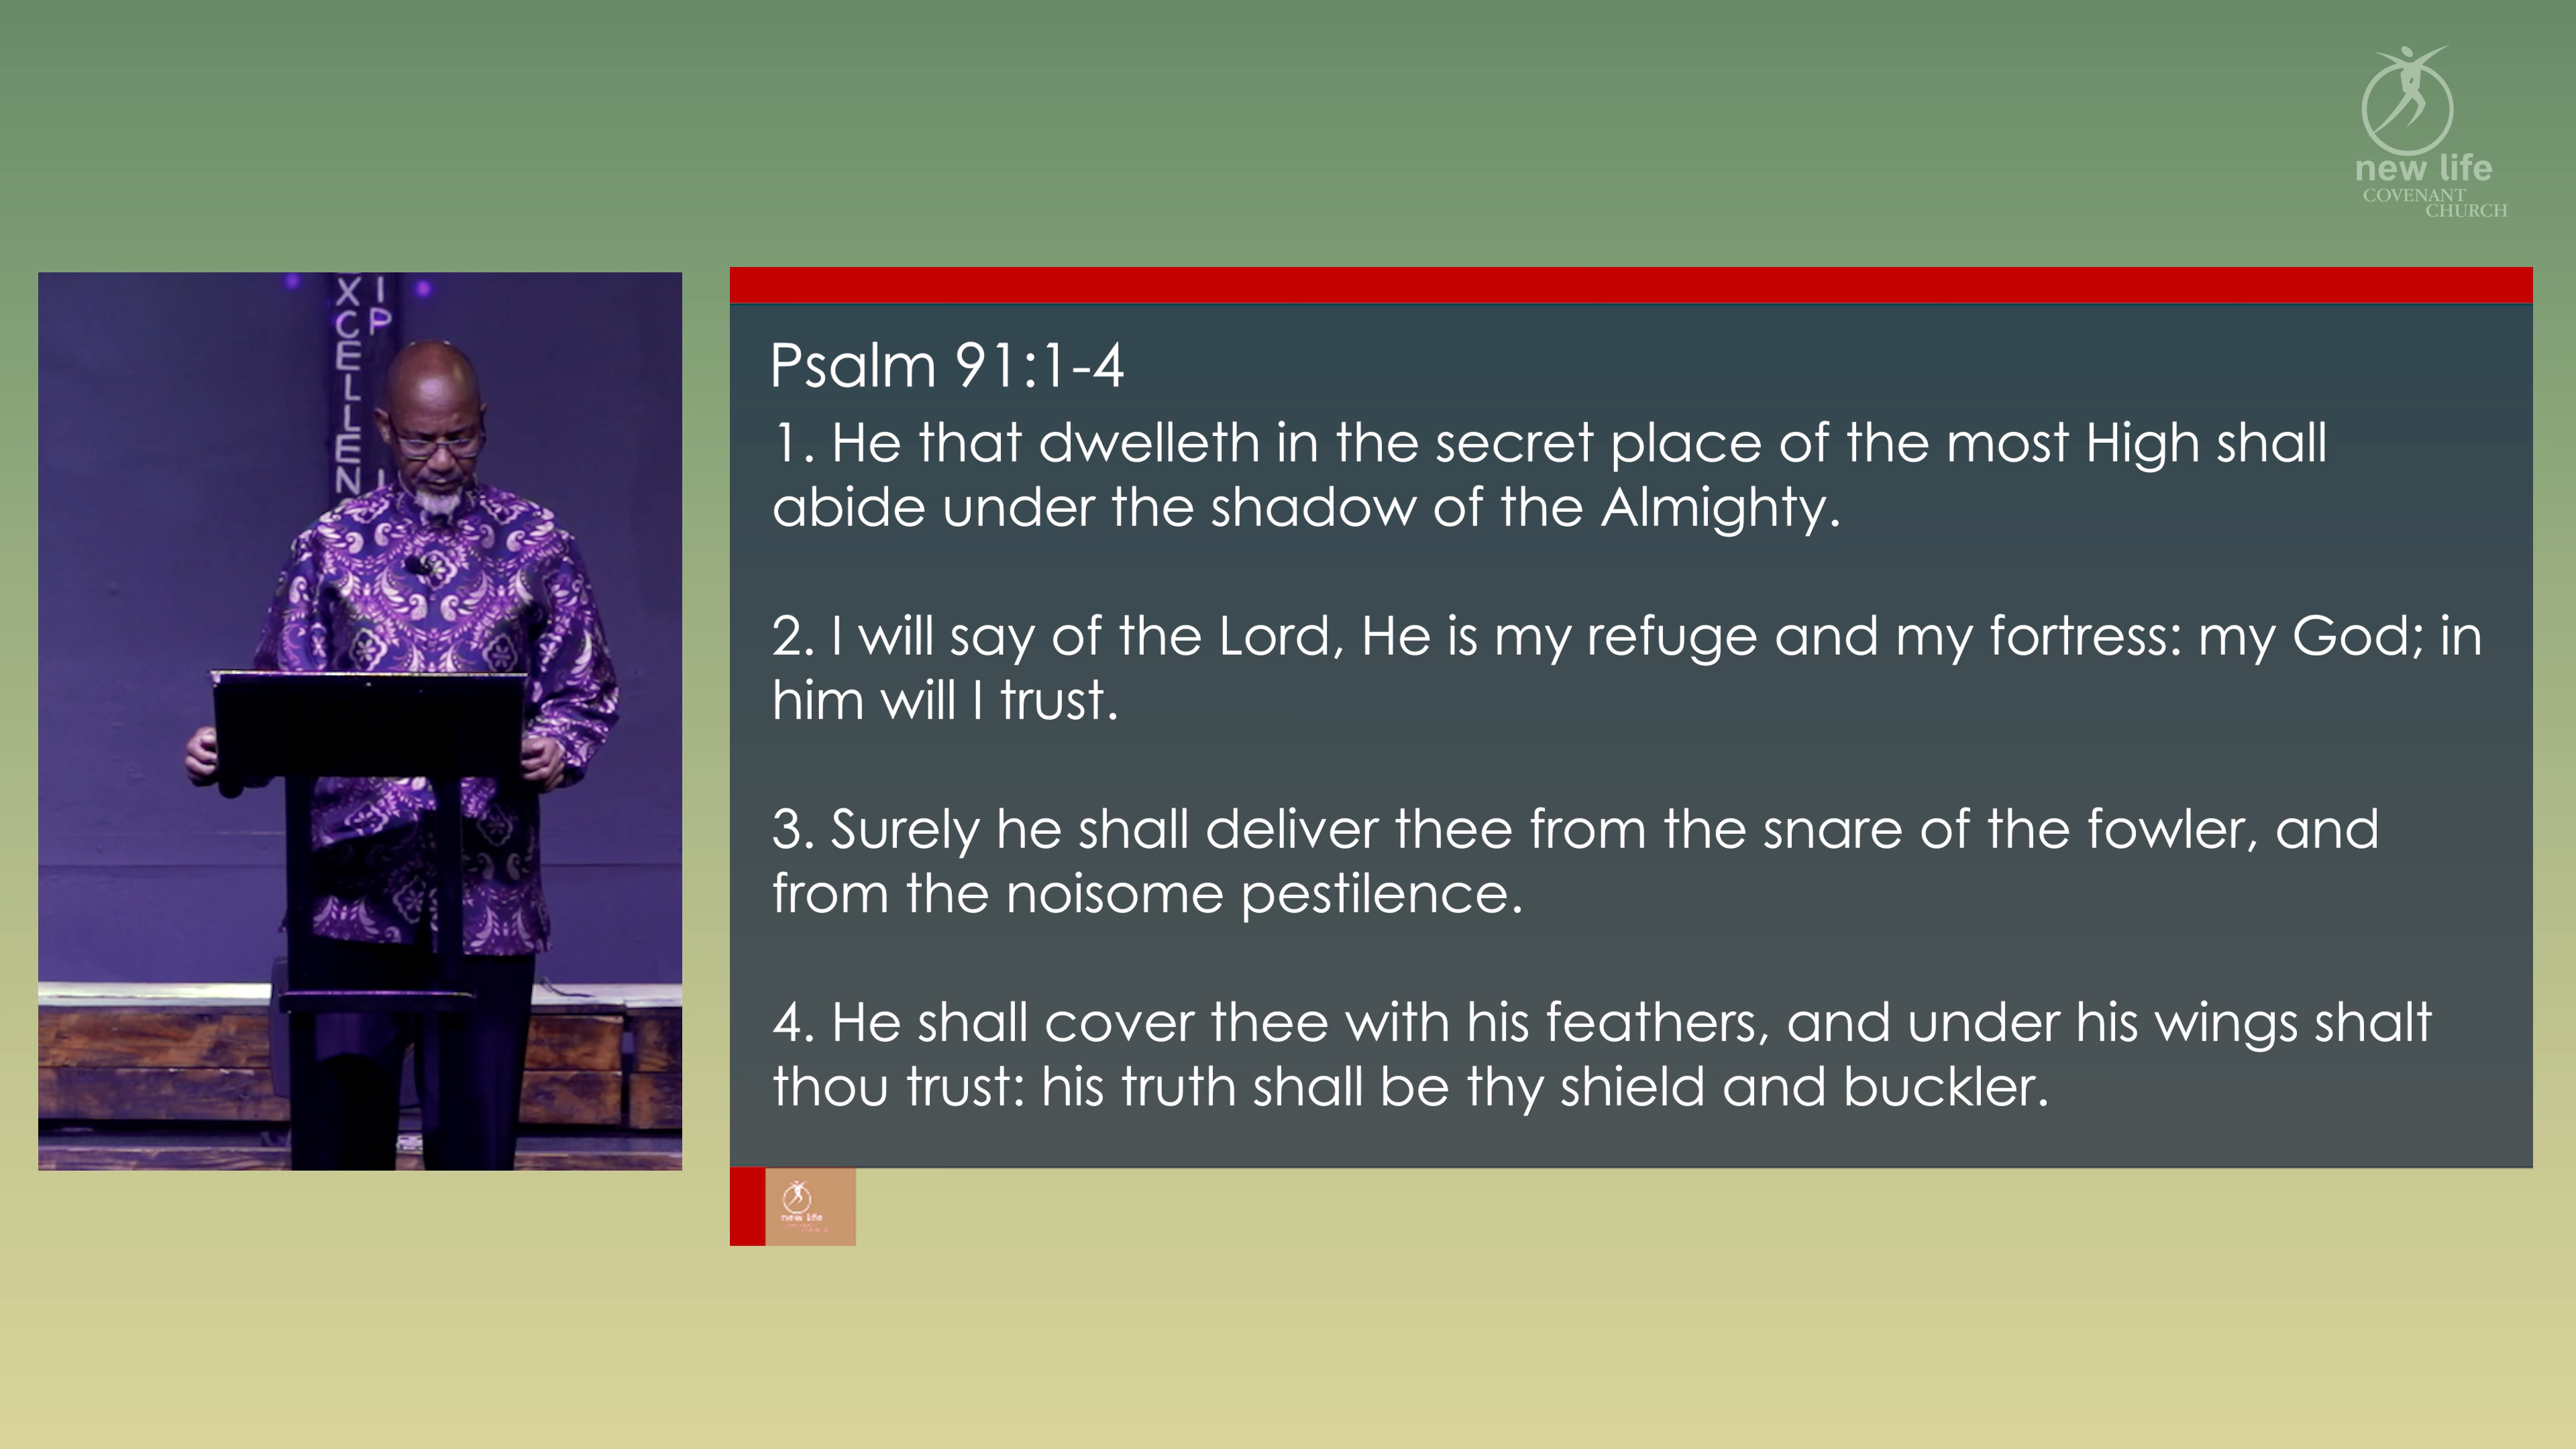 new life
COVENANT
CHURCH
X I
C P
E
L
L
E
N
Psalm 91:1-4
1. He that dwelleth in the secret place of the most High shall
abide under the shadow of the Almighty.
2. I will say of the Lord, He is my refuge and my fortress: my God; in
him will I trust.
3. Surely he shall deliver thee from the snare of the fowler, and
from the noisome pestilence.
4. He shall cover thee with his feathers, and under his wings shalt
thou trust: his truth shall be thy shield and buckler.
new life